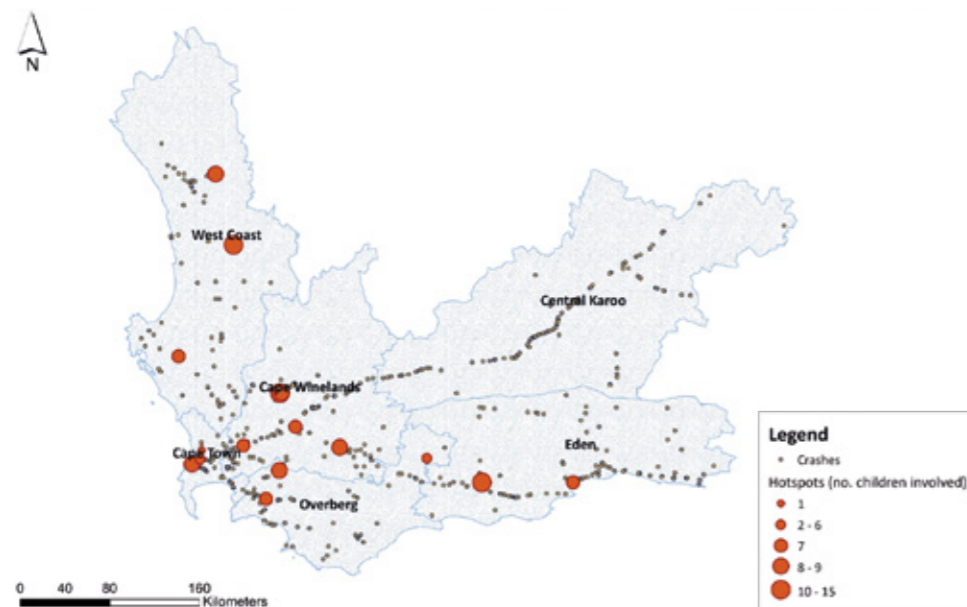 N
West Coast
Central Karoo
Cape Winelands
Cape Town
Eden
Overberg
Legend
Crashes
Hotspots (no. children involved)
1
2 - 6
7
8 - 9
10 - 15
0 40 80 160
Kilometers